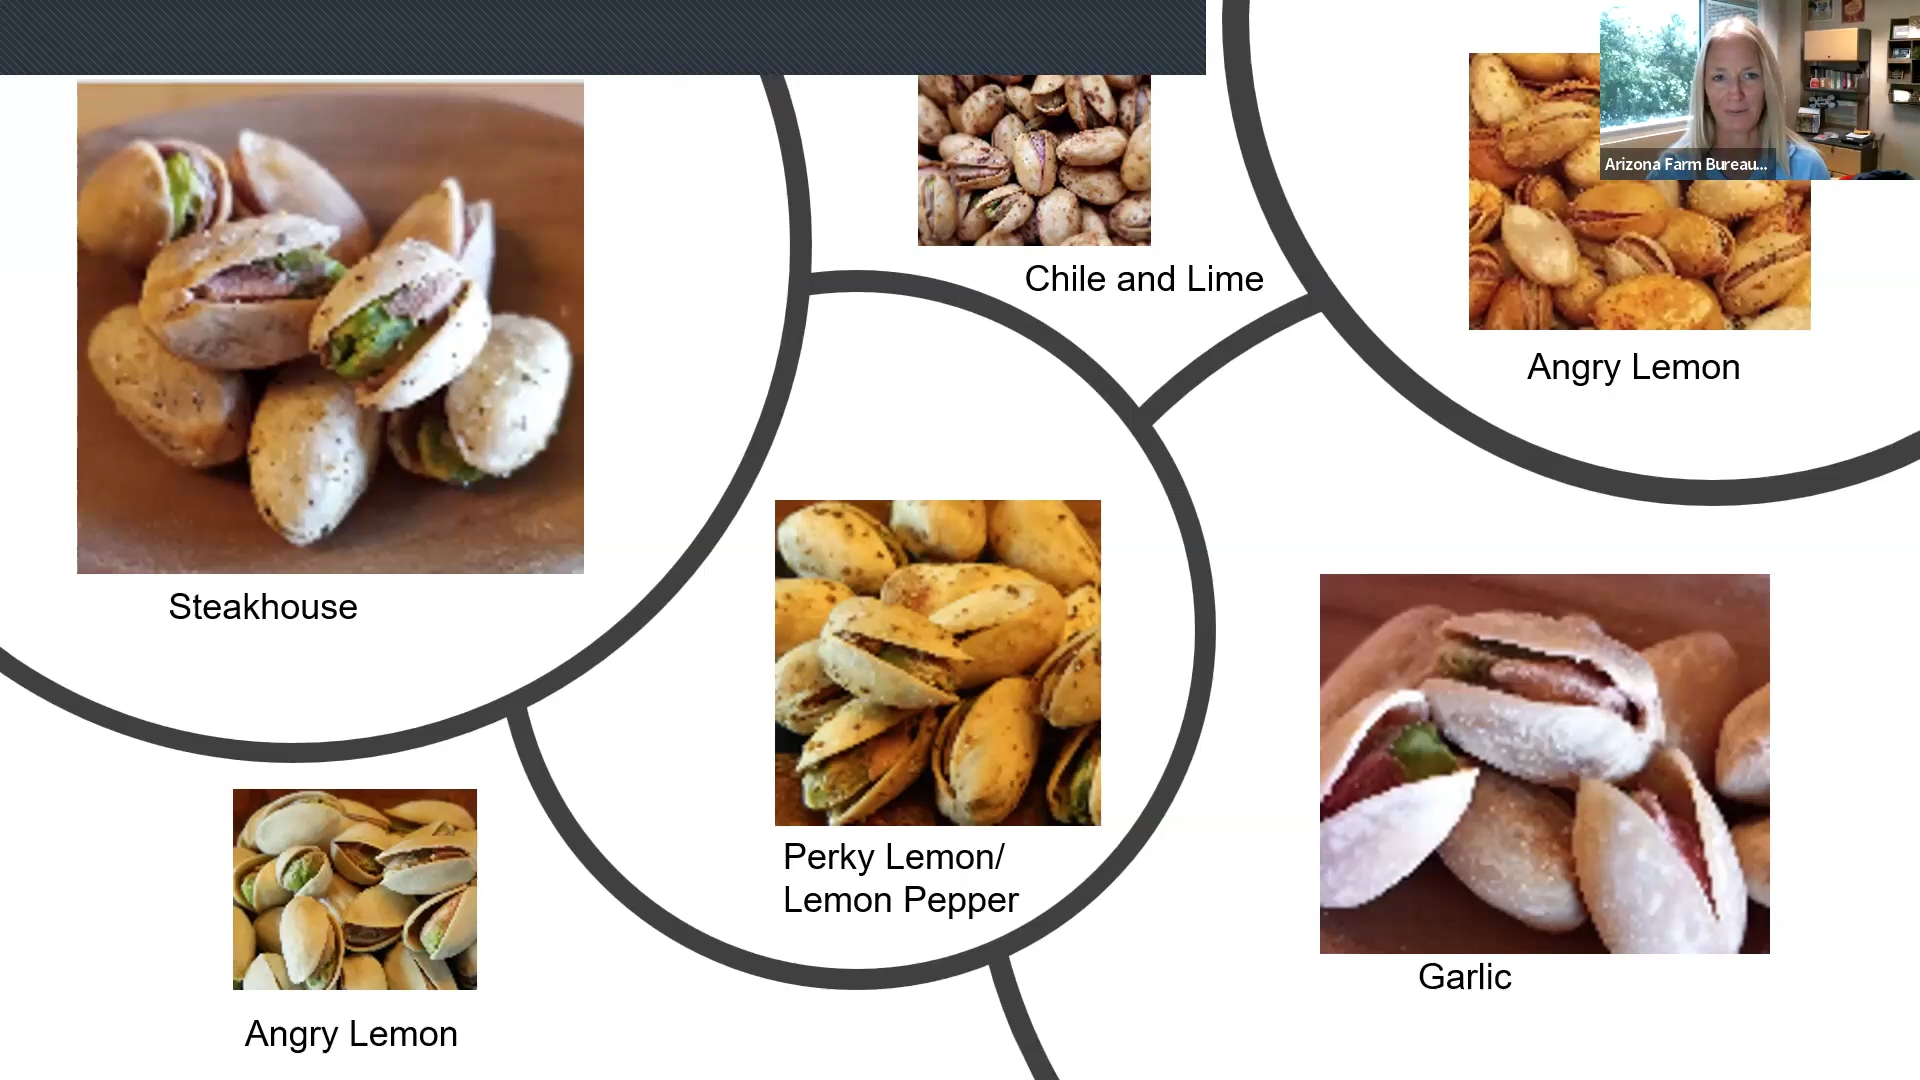 Arizona Farm Bureau...
Chile and Lime
Angry Lemon
Steakhouse
Perky Lemon/
Lemon Pepper
Garlic
Angry Lemon